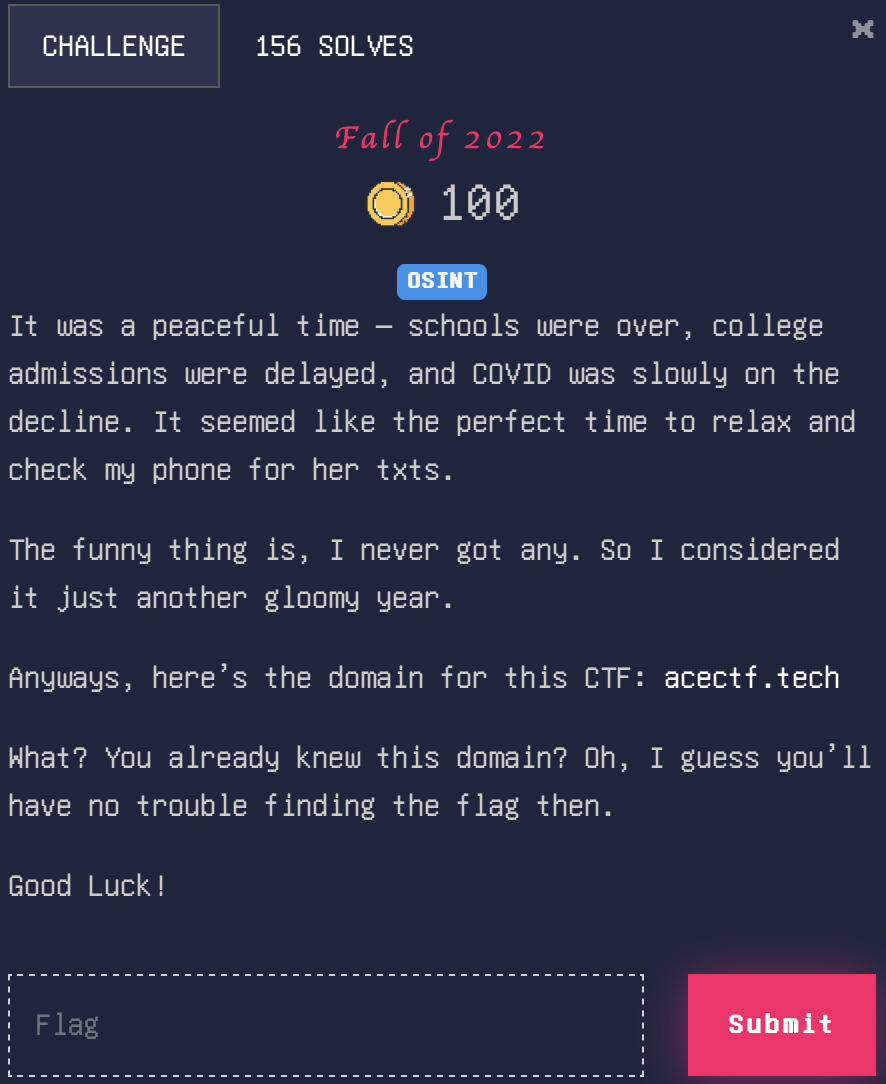 CHALLENGE
156 SOLVES
Fall of 2022
100
OSINT
It was a peaceful time – schools were over, college
admissions were delayed, and COVID was slowly on the
decline. It seemed like the perfect time to relax and
check my phone for her txts.
The funny thing is, I never got any. So I considered
it just another gloomy year.
Anyways, here’s the domain for this CTF: acectf.tech
What? You already knew this domain? Oh, I guess you’ll
have no trouble finding the flag then.
Good Luck!
Flag
Submit